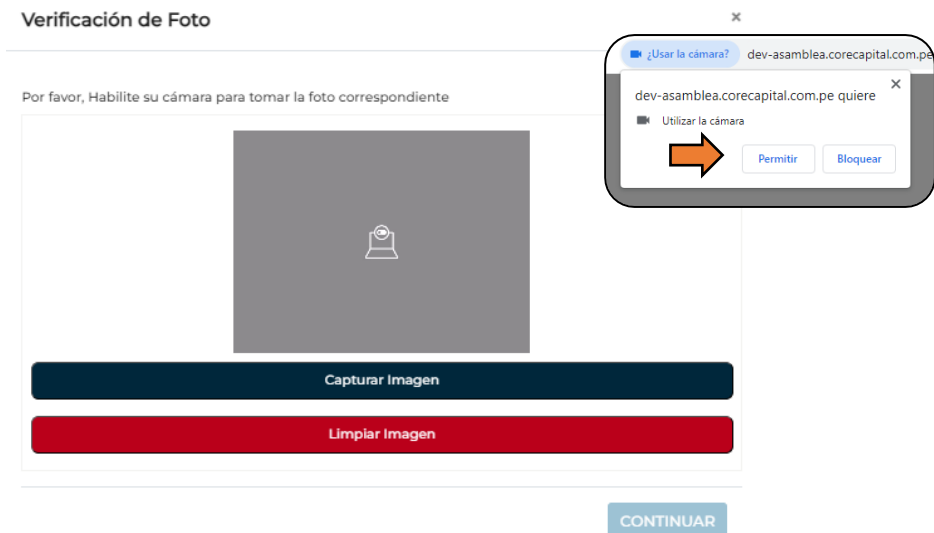 Verificación de Foto
×
¿Usar la cámara? dev-asamblea.corecapital.com.pe
dev-asamblea.corecapital.com.pe quiere
Utilizar la cámara
Permitir Bloquear
Por favor, Habilite su cámara para tomar la foto correspondiente
Capturar Imagen
Limpiar Imagen
CONTINUAR